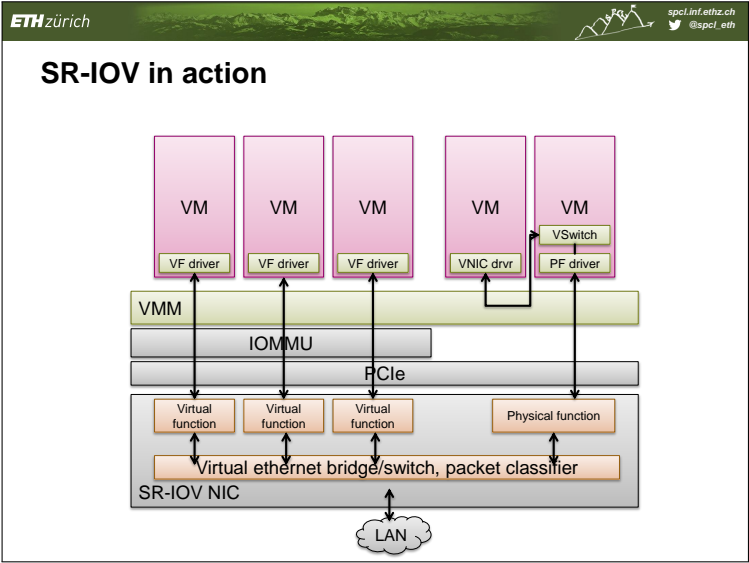 ETH zürich
spcl.inf.ethz.ch
@spcl_eth
SR-IOV in action
VM
VM
VM
VM
VM
VSwitch
VF driver
VF driver
VF driver
VNIC drvr
PF driver
VMM
IOMMU
PCIe
Virtual
function
Virtual
function
Virtual
function
Physical function
Virtual ethernet bridge/switch, packet classifier
SR-IOV NIC
LAN